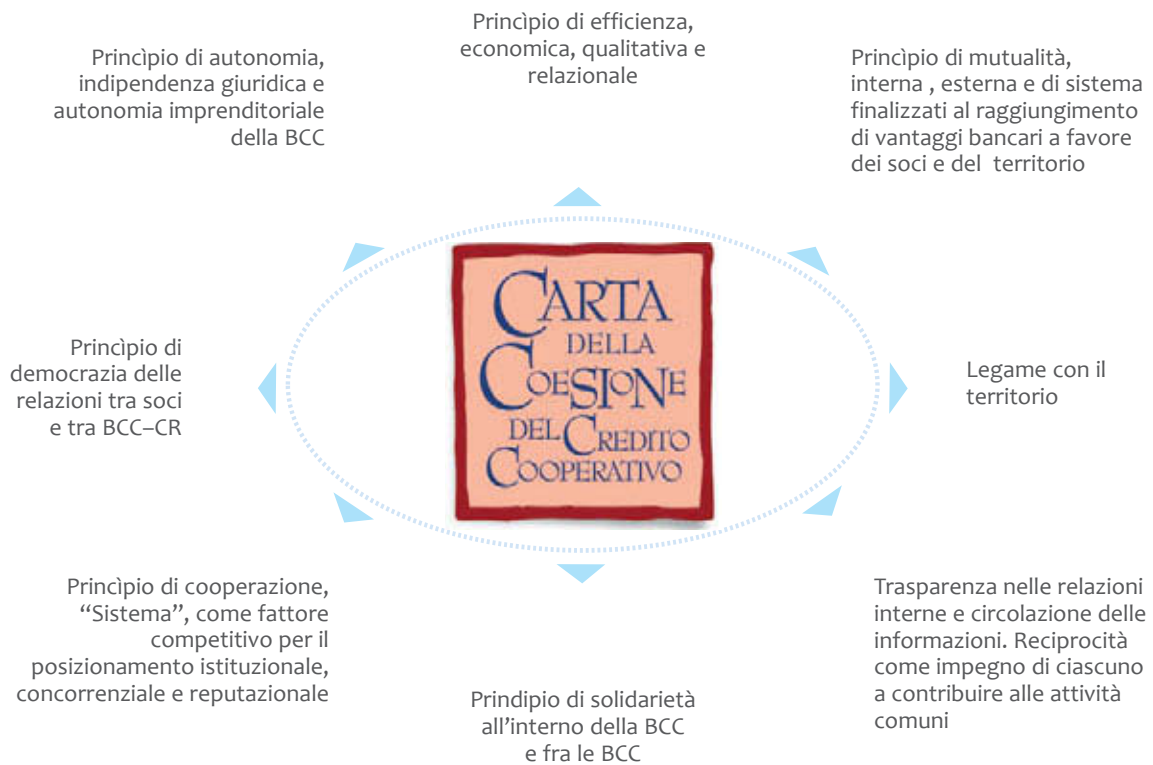 Princìpio di efficienza,
economica, qualitativa e
relazionale
Princìpio di autonomia,
indipendenza giuridica e
autonomia imprenditoriale
della BCC
Princìpio di mutualità,
interna , esterna e di sistema
finalizzati al raggiungimento
di vantaggi bancari a favore
dei soci e del territorio
CARTA
DELLA
COESIONE
DEL CREDITO
COOPERATIVO
Princìpio di
democrazia delle
relazioni tra soci
e tra BCC–CR
Legame con il
territorio
Princìpio di cooperazione,
“Sistema”, come fattore
competitivo per il
posizionamento istituzionale,
concorrenziale e reputazionale
Prindipio di solidarietà
all’interno della BCC
e fra le BCC
Trasparenza nelle relazioni
interne e circolazione delle
informazioni. Reciprocità
come impegno di ciascuno
a contribuire alle attività
comuni